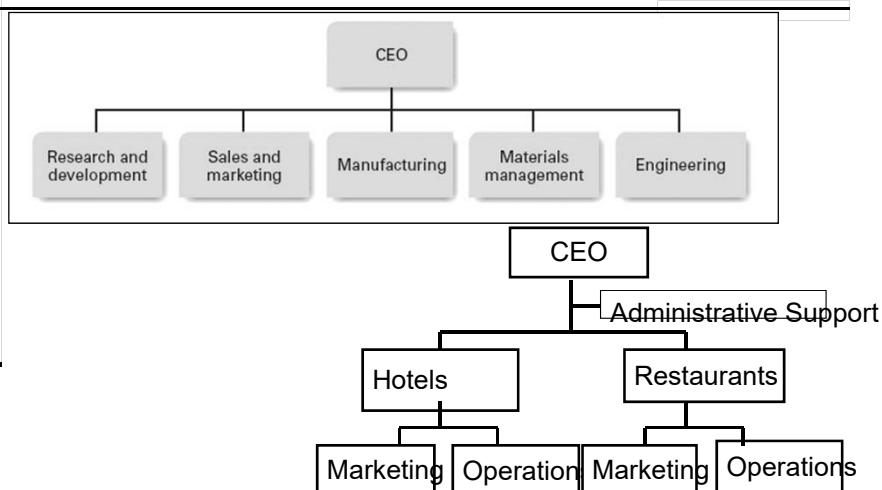 CEO
Research and
development
Sales and
marketing
Manufacturing
Materials
management
Engineering
CEO
Administrative Support
Hotels
Restaurants
Marketing
Operations
Marketing
Operations